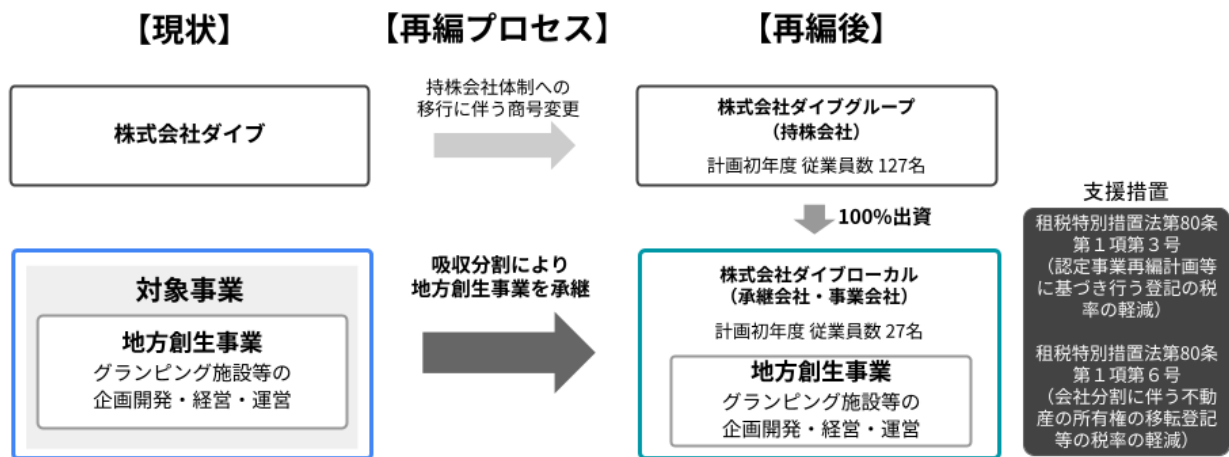 【現状】
【再編プロセス】
【再編後】
株式会社ダイブ
持株会社体制への
移行に伴う商号変更
株式会社ダイブグループ
（持株会社）
計画初年度 従業員数 127名
100%出資
対象事業
地方創生事業
グランピング施設等の
企画開発・経営・運営
吸収分割により
地方創生事業を承継
株式会社ダイブローカル
（承継会社・事業会社）
計画初年度 従業員数 27名
地方創生事業
グランピング施設等の
企画開発・経営・運営
支援措置
租税特別措置法第80条
第１項第３号
（認定事業再編計画等
に基づき行う登記の税
率の軽減）
租税特別措置法第80条
第１項第６号
（会社分割に伴う不動
産の所有権の移転登記
等の税率の軽減）